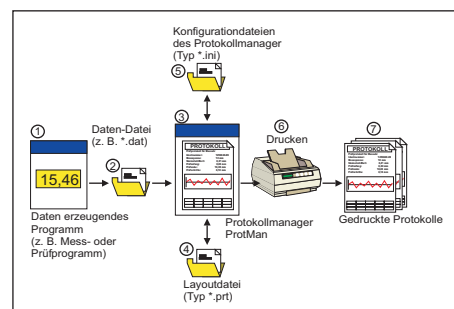 Konfigurationdateien
des Protokollmanager
(Typ *.ini)
5
1
Daten-Datei
(z. B. *.dat)
3
6
Drucken
7
15,46
2
PROTOKOLL
PROTOKOLL
Daten erzeugendes
Programm
(z. B. Mess- oder
Prüfprogramm)
Protokollmanager
ProtMan
Gedruckte Protokolle
4
Layoutdatei
(Typ *.prt)